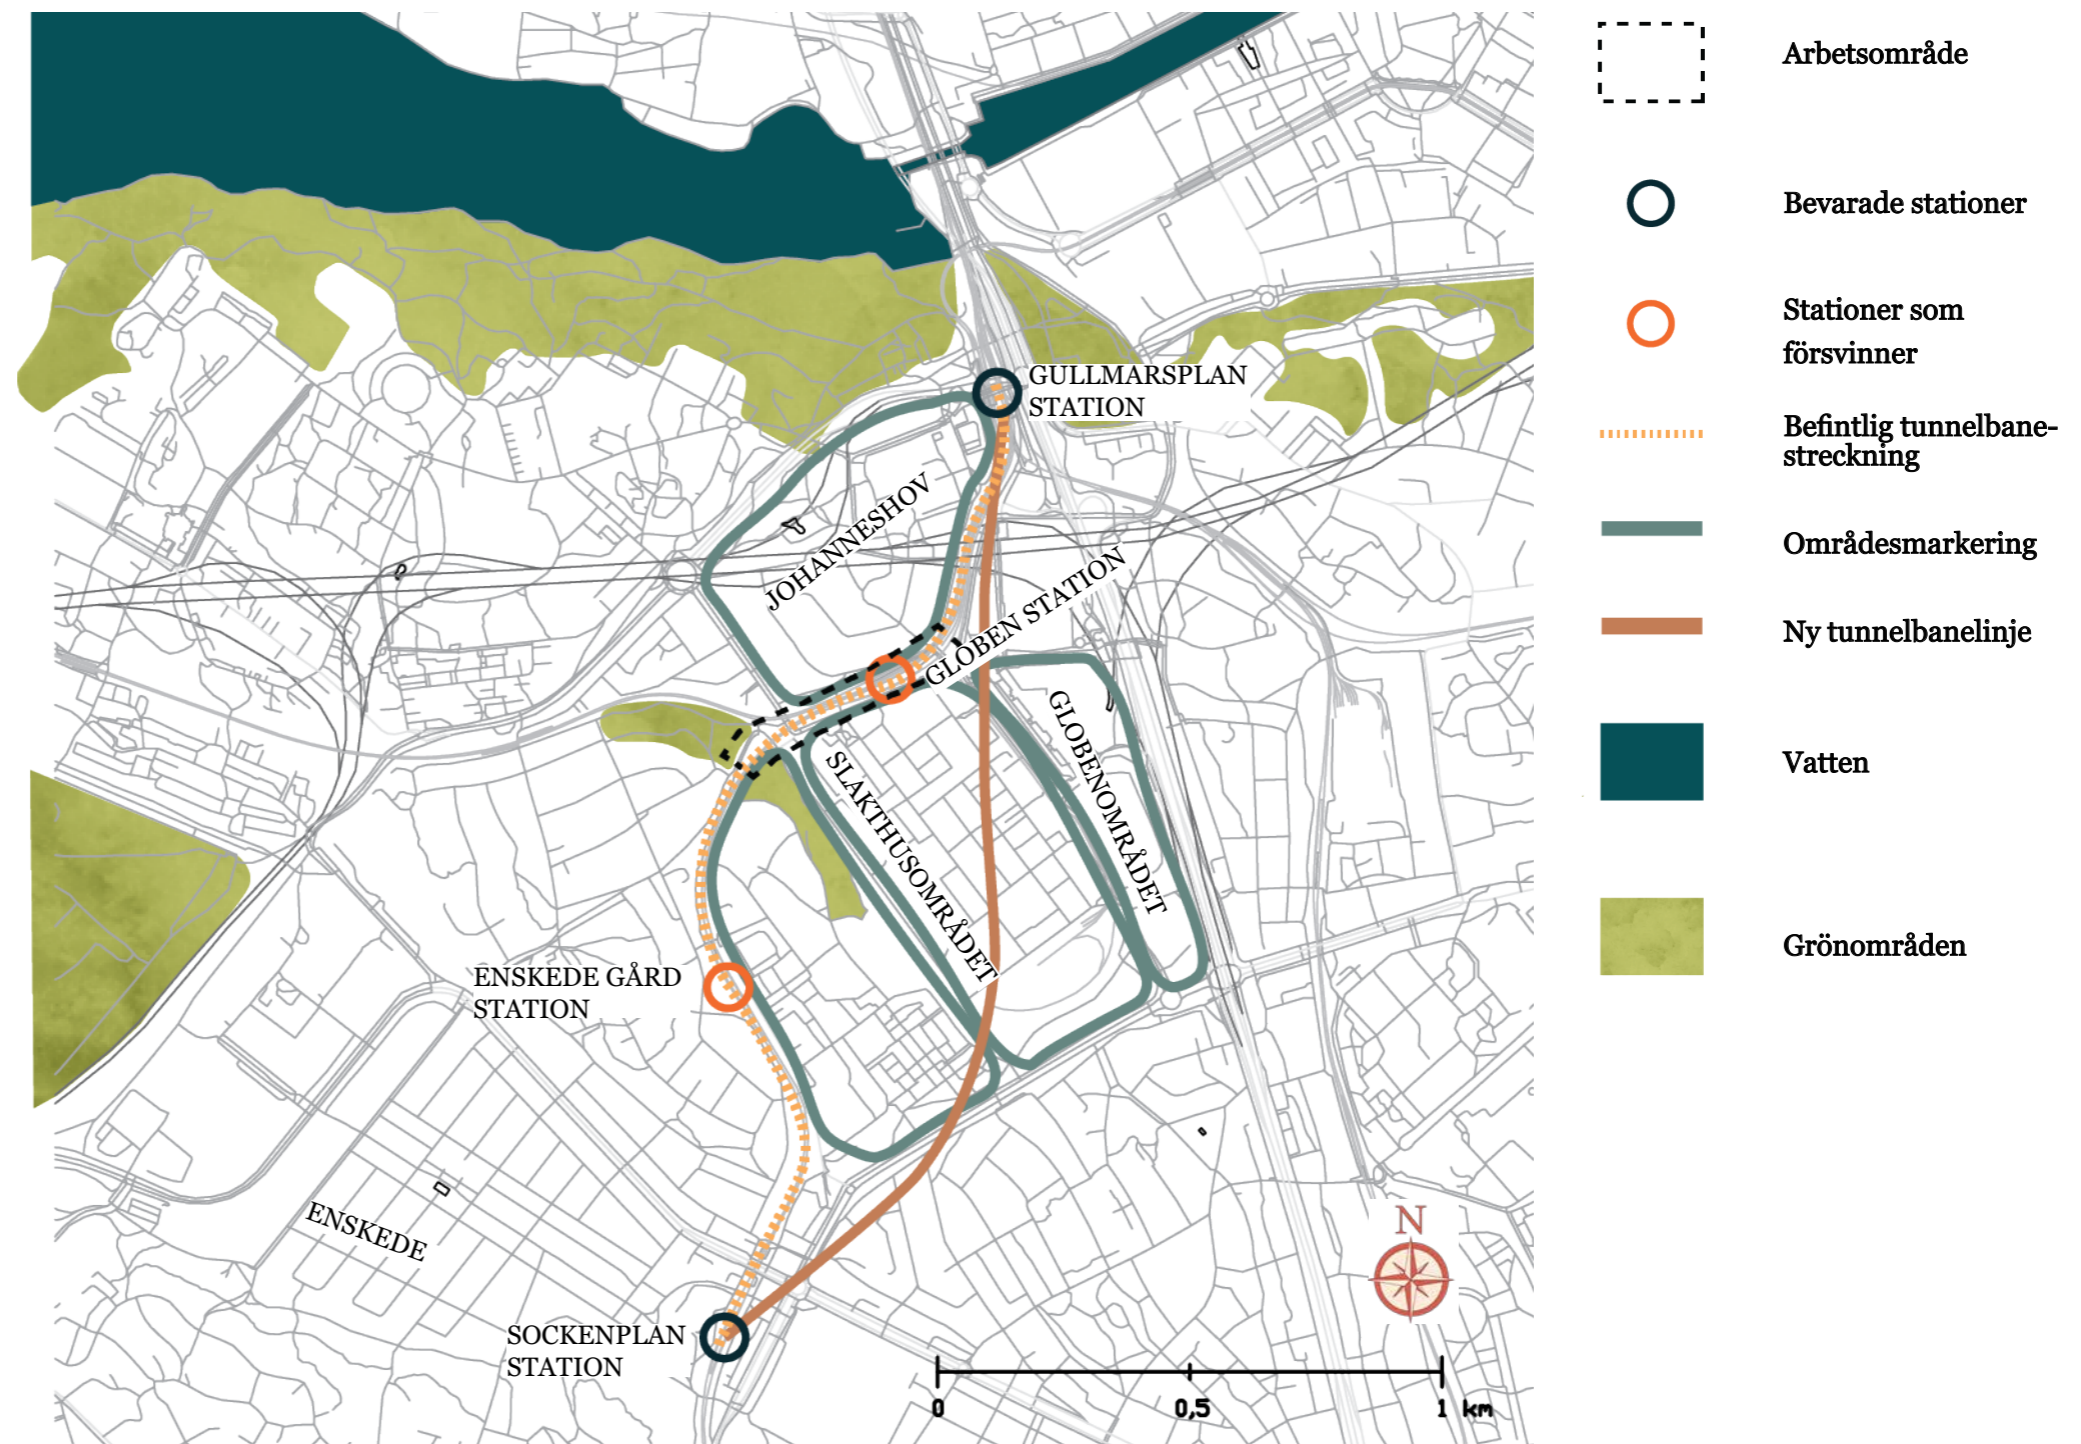 GULLMARSPLAN
STATION
JOHANNESHOV
GLOBEN STATION
GLOBENOMRÅDET
SLAKTHUSOMRÅDET
ENSKEDE GÅRD
STATION
ENSKEDE
SOCKENPLAN
STATION
N
0
0,5
1 km
Arbetsområde
Bevarade stationer
Stationer som
försvinner
Befintlig tunnelbane-
streckning
Områdesmarkering
Ny tunnelbanelinje
Vatten
Grönområden